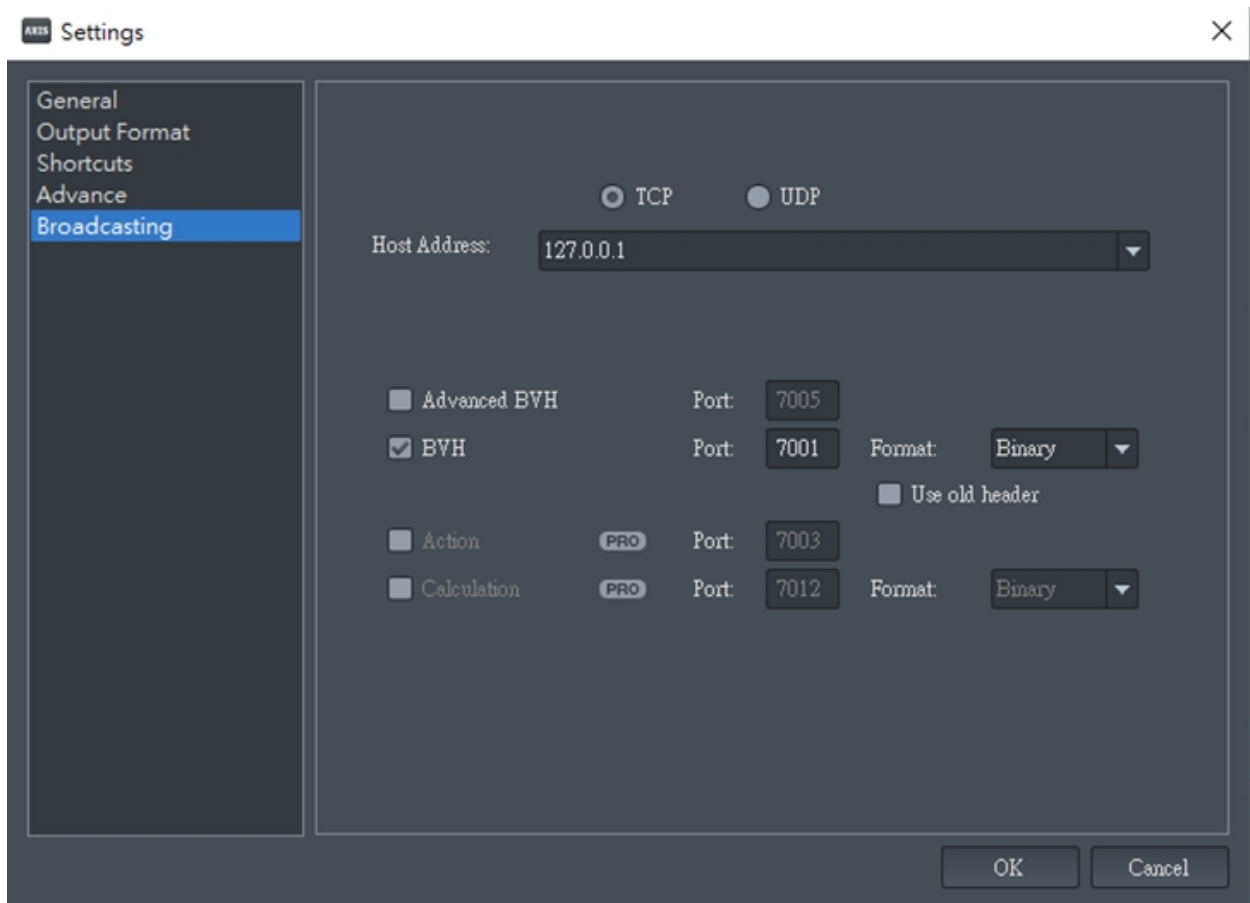 AXIS Settings
General
Output Format
Shortcuts
Advance
Broadcasting
TCP UDP
Host Address: 127.0.0.1
Advanced BVH Port: 7005
BVH Port: 7001 Format: Binary
Use old header
Action PRO Port: 7003
Calculation PRO Port: 7012 Format: Binary
OK Cancel